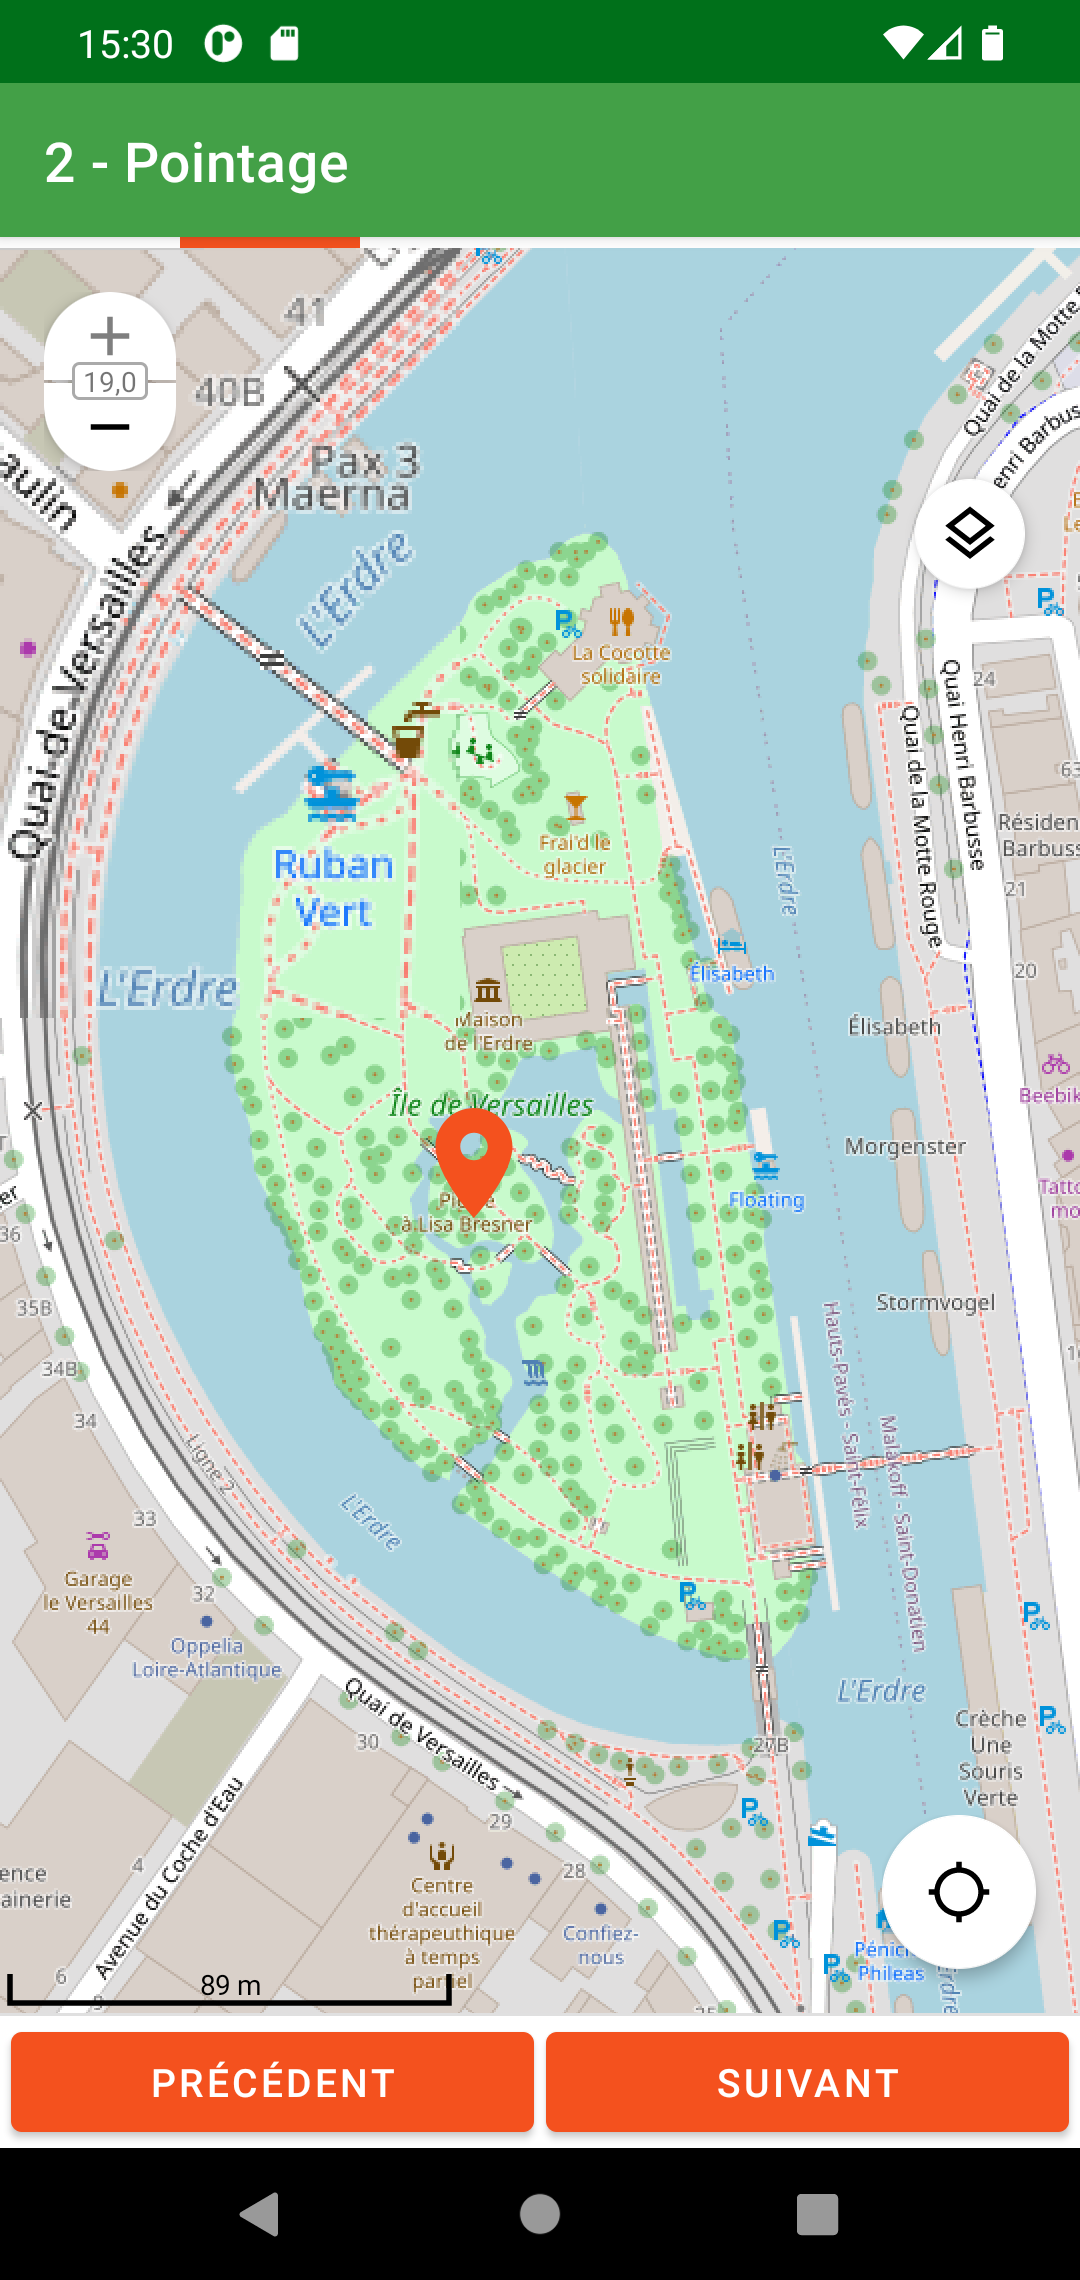 15:30
2 - Pointage
19,0
41
40B
Pax 3
Maerna
aulin
L'Erdre
Quai de Versailles
La Cocotte
solidaire
Ruban
Vert
Frai'd le
glacier
L'Erdre
L'Erdre
Élisabeth
Maison
de l'Erdre
Île de Versailles
à Lisa Bresner
Floating
Quai de la Motte
enri Barbus
24
Quai Henri Barbusse
Quai de la Motte Rouge
63
Résiden
Barbuss
21
20
Élisabeth
Beebik
Morgenster
Tatto
mo
Stormvogel
Hauts-Pavés - Saint-Félix
Malakoff - Saint-Donatien
36
35B
34B
34
33
32
Ligne 2
L'Erdre
Garage
le Versailles
44
Oppelia
Loire-Atlantique
Quai de Versailles
30
29
28
27B
L'Erdre
Crèche
Une
Souris
Verte
Avenue du Coche d'Eau
4
6
ence
ainerie
Centre
d'accueil
thérapeutique
à temps
partiel
Confiez-
nous
Phileas
89 m
PRÉCÉDENT
SUIVANT